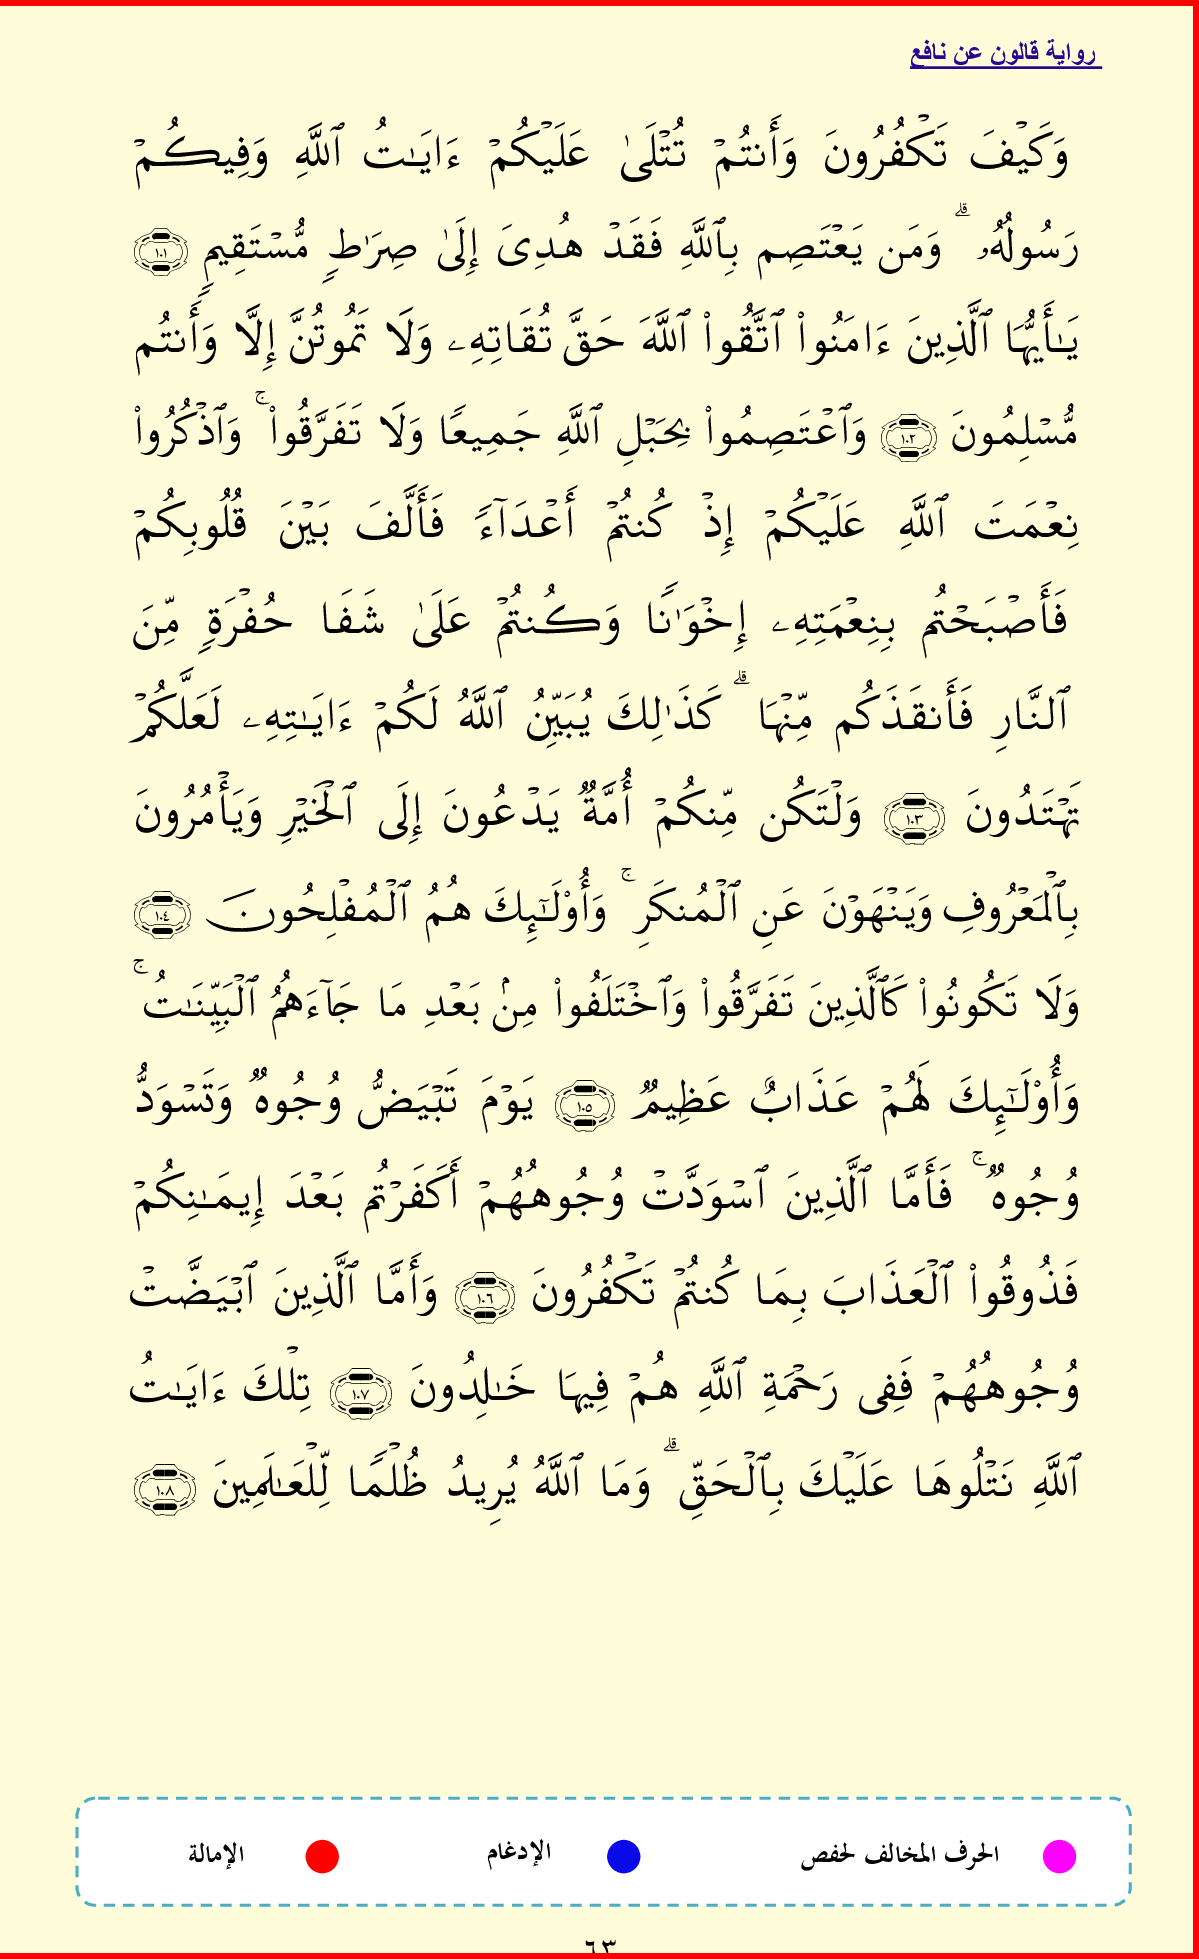 رواية قالون عن نافع
وَكَيْفَ تَكْفُرُونَ وَأَنتُمْ تُتْلَىٰ عَلَيْكُمْ ءَايَـٰتُ ٱللَّهِ وَفِيكُمْ
رَسُولُهُۥ ۗ وَمَن يَعْتَصِم بِٱللَّهِ فَقَدْ هُدِىَ إِلَىٰ صِرَٰطٍ مُّسْتَقِيمٍ ١٠١
يَـٰٓأَيُّهَا ٱلَّذِينَ ءَامَنُوا۟ ٱتَّقُوا۟ ٱللَّهَ حَقَّ تُقَاتِهِۦ وَلَا تَمُوتُنَّ إِلَّا وَأَنتُم
مُّسْلِمُونَ ١٠٢ وَٱعْتَصِمُوا۟ بِحَبْلِ ٱللَّهِ جَمِيعًا وَلَا تَفَرَّقُوا۟ ۚ وَٱذْكُرُوا۟
نِعْمَتَ ٱللَّهِ عَلَيْكُمْ إِذْ كُنتُمْ أَعْدَآءً فَأَلَّفَ بَيْنَ قُلُوبِكُمْ
فَأَصْبَحْتُم بِنِعْمَتِهِۦ إِخْوَٰنًا وَكُنتُمْ عَلَىٰ شَفَا حُفْرَةٍ مِّنَ
ٱلنَّارِ فَأَنقَذَكُم مِّنْهَا ۗ كَذَٰلِكَ يُبَيِّنُ ٱللَّهُ لَكُمْ ءَايَـٰتِهِۦ لَعَلَّكُمْ
تَهْتَدُونَ ١٠٣ وَلْتَكُن مِّنكُمْ أُمَّةٌ يَدْعُونَ إِلَى ٱلْخَيْرِ وَيَأْمُرُونَ
بِٱلْمَعْرُوفِ وَيَنْهَوْنَ عَنِ ٱلْمُنكَرِ ۚ وَأُو۟لَـٰٓئِكَ هُمُ ٱلْمُفْلِحُونَ ١٠٤
وَلَا تَكُونُوا۟ كَٱلَّذِينَ تَفَرَّقُوا۟ وَٱخْتَلَفُوا۟ مِنۢ بَعْدِ مَا جَآءَهُمُ ٱلْبَيِّنَـٰتُ ۚ
وَأُو۟لَـٰٓئِكَ لَهُمْ عَذَابٌ عَظِيمٌ ١٠٥ يَوْمَ تَبْيَضُّ وُجُوهٌ وَتَسْوَدُّ
وُجُوهٌ ۚ فَأَمَّا ٱلَّذِينَ ٱسْوَدَّتْ وُجُوهُهُمْ أَكَفَرْتُم بَعْدَ إِيمَـٰنِكُمْ
فَذُوقُوا۟ ٱلْعَذَابَ بِمَا كُنتُمْ تَكْفُرُونَ ١٠٦ وَأَمَّا ٱلَّذِينَ ٱبْيَضَّتْ
وُجُوهُهُمْ فَفِى رَحْمَةِ ٱللَّهِ هُمْ فِيهَا خَـٰلِدُونَ ١٠٧ تِلْكَ ءَايَـٰتُ
ٱللَّهِ نَتْلُوهَا عَلَيْكَ بِٱلْحَقِّ ۗ وَمَا ٱللَّهُ يُرِيدُ ظُلْمًا لِّلْعَـٰلَمِينَ ١٠٨
الحرف المخالف لحفص الإدغام الإمالة
٦٣